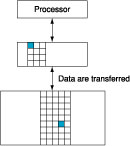 Processor
Data are transferred